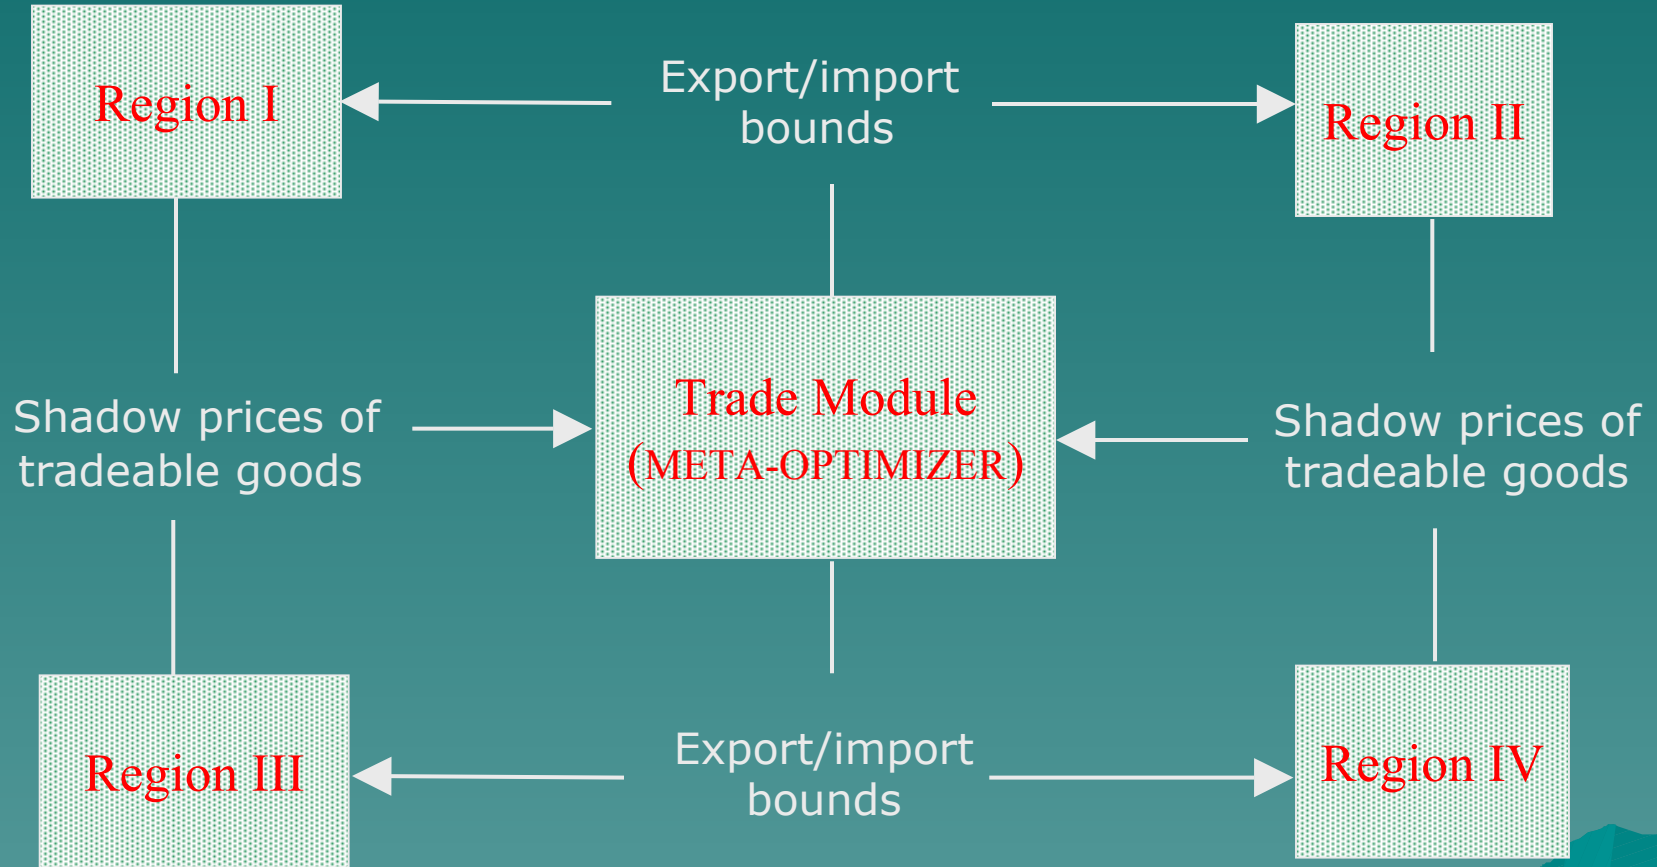 Region I
Export/import
bounds
Region II
Shadow prices of
tradeable goods
Trade Module
(META-OPTIMIZER)
Shadow prices of
tradeable goods
Region III
Export/import
bounds
Region IV